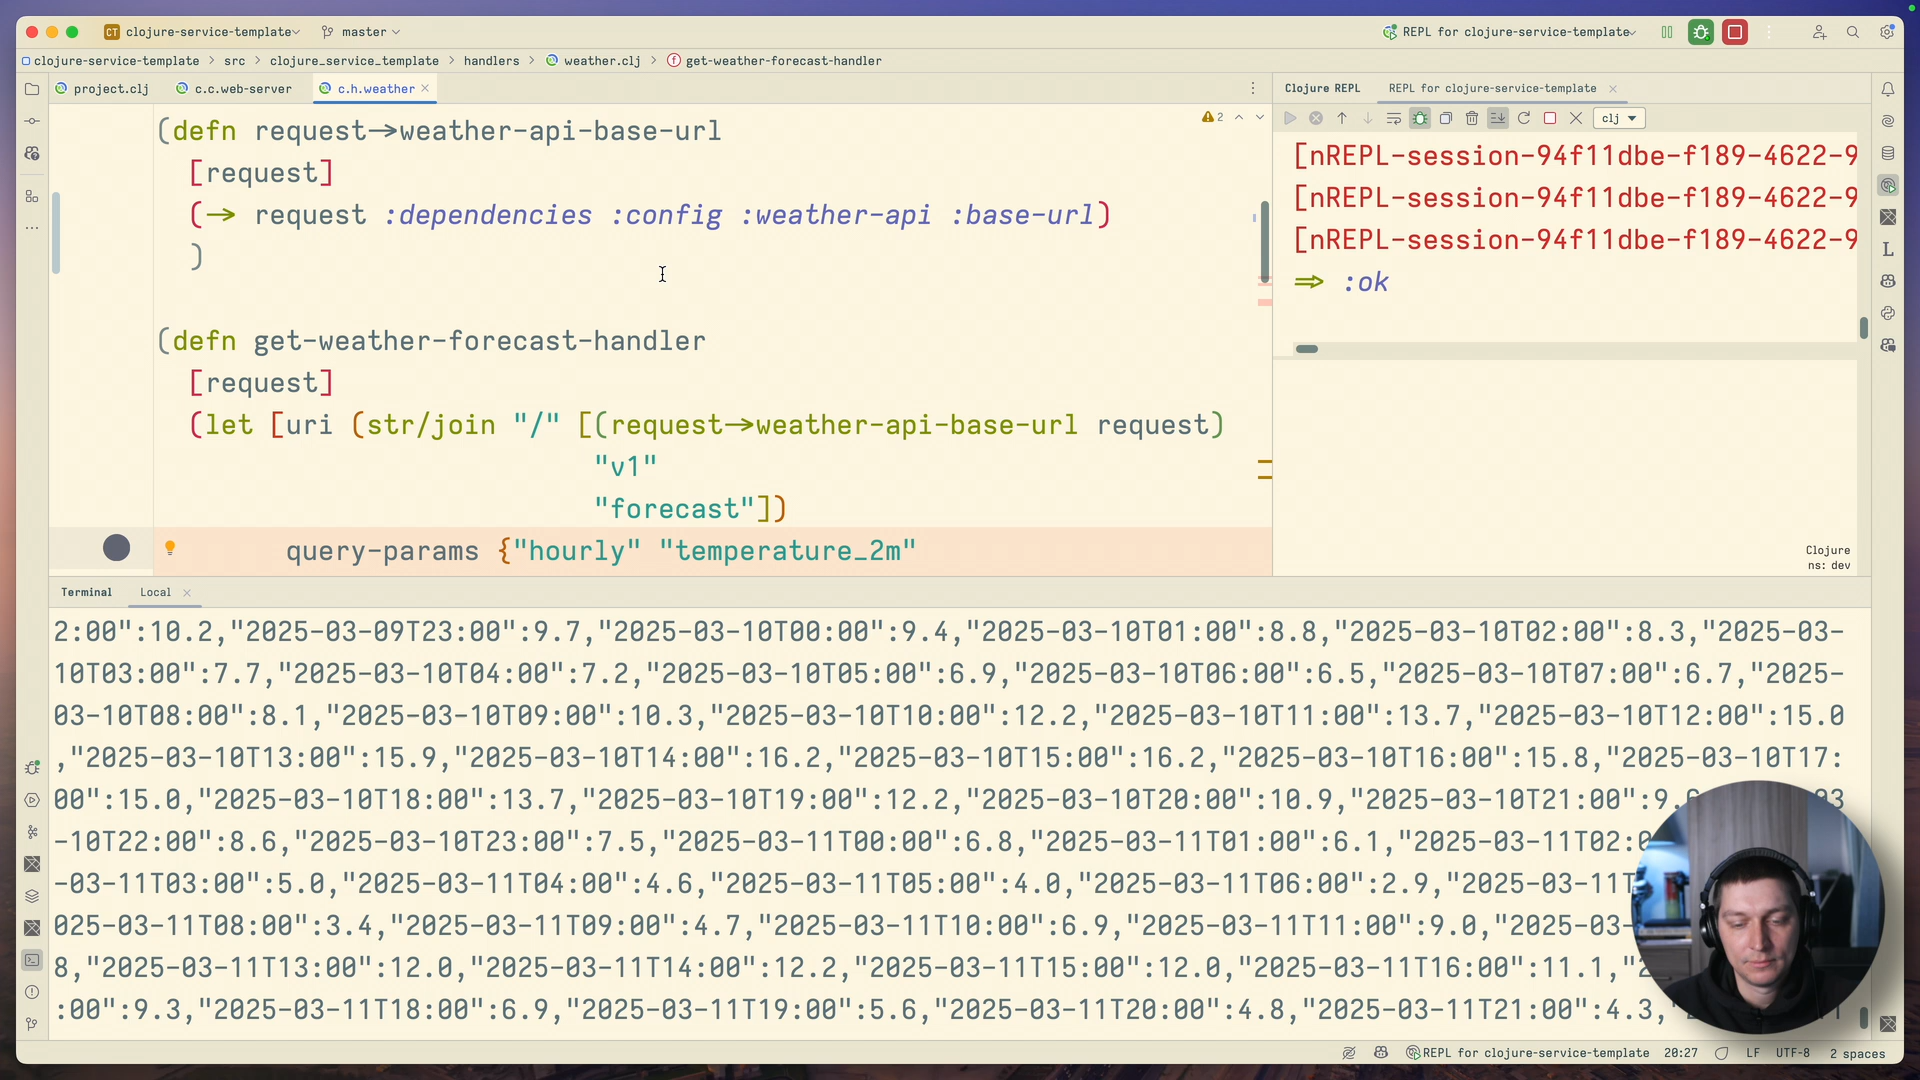 CT clojure-service-template
master
REPL for clojure-service-template
clojure-service-template > src > clojure_service_template > handlers > weather.clj > get-weather-forecast-handler
project.clj
c.c.web-server
c.h.weather
Clojure REPL
REPL for clojure-service-template
clj
2
(defn request->weather-api-base-url
[request]
(-> request :dependencies :config :weather-api :base-url)
)
(defn get-weather-forecast-handler
[request]
(let [uri (str/join "/" [(request->weather-api-base-url request)
"v1"
"forecast"])
query-params {"hourly" "temperature_2m"
[nREPL-session-94f11dbe-f189-4622-9
[nREPL-session-94f11dbe-f189-4622-9
[nREPL-session-94f11dbe-f189-4622-9
=> :ok
Clojure
ns: dev
L
Terminal
Local
2:00":10.2,"2025-03-09T23:00":9.7,"2025-03-10T00:00":9.4,"2025-03-10T01:00":8.8,"2025-03-10T02:00":8.3,"2025-03-
10T03:00":7.7,"2025-03-10T04:00":7.2,"2025-03-10T05:00":6.9,"2025-03-10T06:00":6.5,"2025-03-10T07:00":6.7,"2025-
03-10T08:00":8.1,"2025-03-10T09:00":10.3,"2025-03-10T10:00":12.2,"2025-03-10T11:00":13.7,"2025-03-10T12:00":15.0
,"2025-03-10T13:00":15.9,"2025-03-10T14:00":16.2,"2025-03-10T15:00":16.2,"2025-03-10T16:00":15.8,"2025-03-10T17:
00":15.0,"2025-03-10T18:00":13.7,"2025-03-10T19:00":12.2,"2025-03-10T20:00":10.9,"2025-03-10T21:00":9.
-10T22:00":8.6,"2025-03-10T23:00":7.5,"2025-03-11T00:00":6.8,"2025-03-11T01:00":6.1,"2025-03-11T02:0
-03-11T03:00":5.0,"2025-03-11T04:00":4.6,"2025-03-11T05:00":4.0,"2025-03-11T06:00":2.9,"2025-03-11T
025-03-11T08:00":3.4,"2025-03-11T09:00":4.7,"2025-03-11T10:00":6.9,"2025-03-11T11:00":9.0,"2025-03-
8,"2025-03-11T13:00":12.0,"2025-03-11T14:00":12.2,"2025-03-11T15:00":12.0,"2025-03-11T16:00":11.1,"
:00":9.3,"2025-03-11T18:00":6.9,"2025-03-11T19:00":5.6,"2025-03-11T20:00":4.8,"2025-03-11T21:00":4.3,"
REPL for clojure-service-template 20:27 LF UTF-8 2 spaces